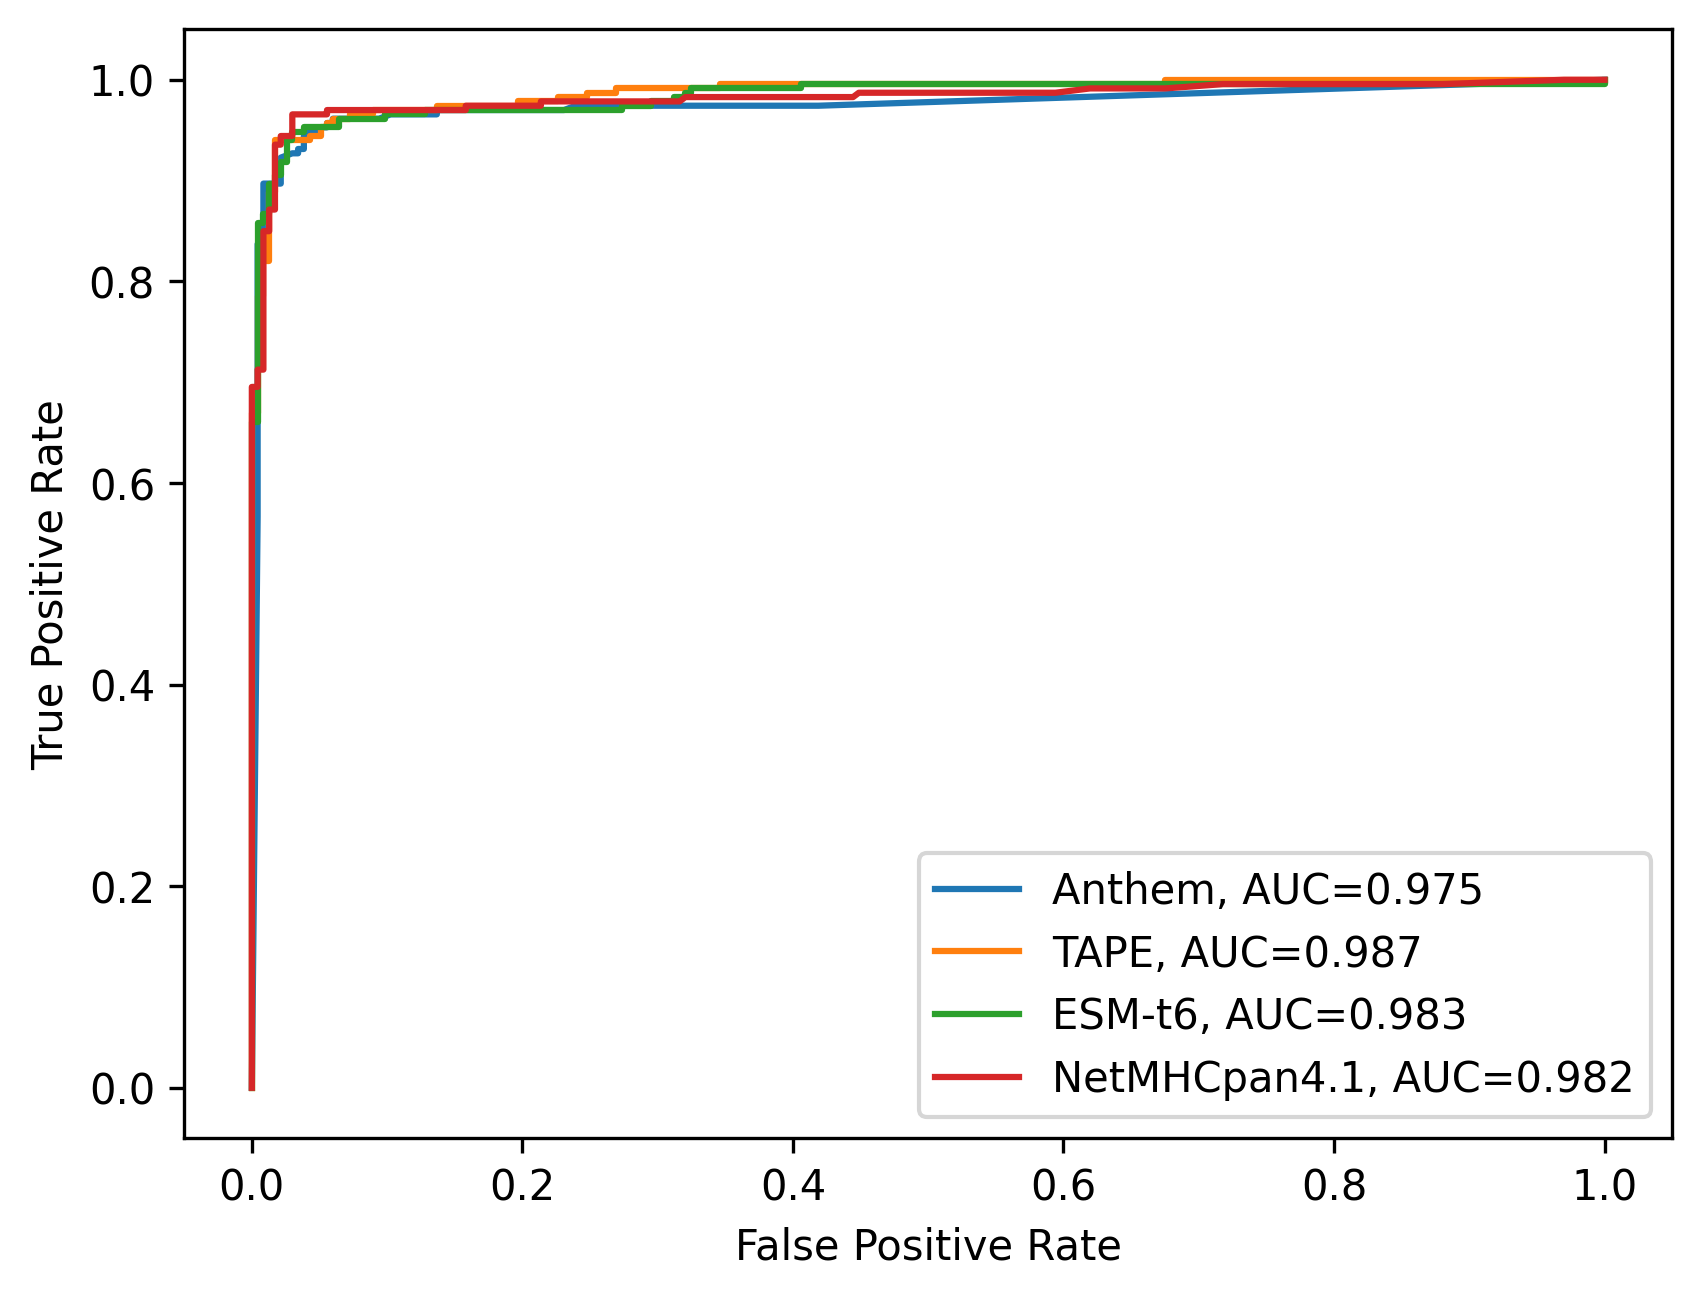 1.0
0.8
0.6
0.4
0.2
0.0
True Positive Rate
Anthem, AUC=0.975
TAPE, AUC=0.987
ESM-t6, AUC=0.983
NetMHCpan4.1, AUC=0.982
0.0 0.2 0.4 0.6 0.8 1.0
False Positive Rate